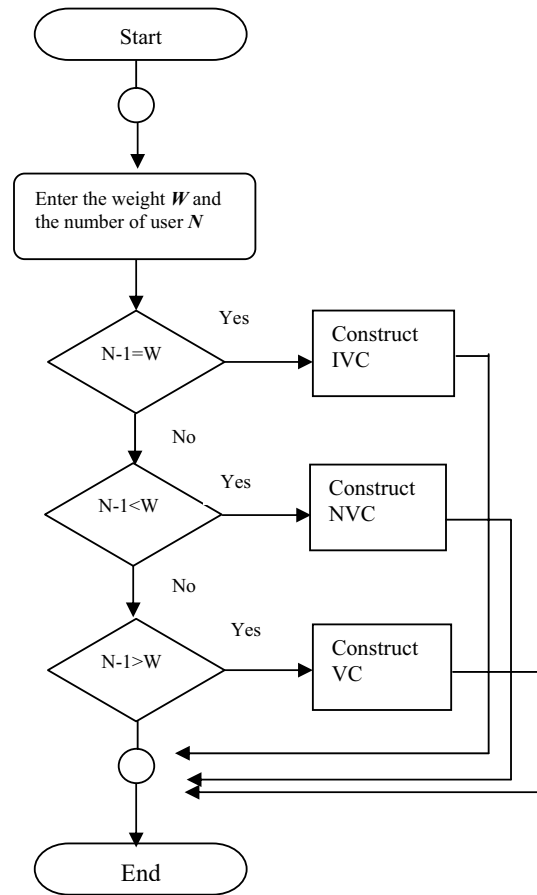 Start
Enter the weight W and
the number of user N
Yes
N-1=W
Construct
IVC
No
Yes
N-1<W
Construct
NVC
No
Yes
N-1>W
Construct
VC
End